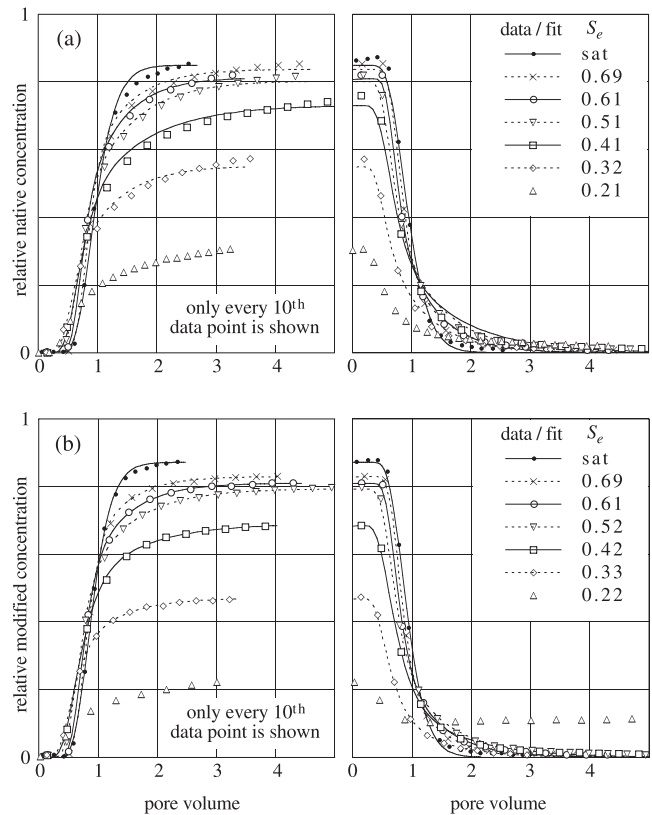 1
(a)
data / fit Se
sat
0.69
0.61
0.51
0.41
0.32
0.21
relative native concentration
only every 10th
data point is shown
0
0 1 2 3 4
0 1 2 3 4
1
(b)
data / fit Se
sat
0.69
0.61
0.52
0.42
0.33
0.22
relative modified concentration
only every 10th
data point is shown
0
0 1 2 3 4
0 1 2 3 4
pore volume
pore volume